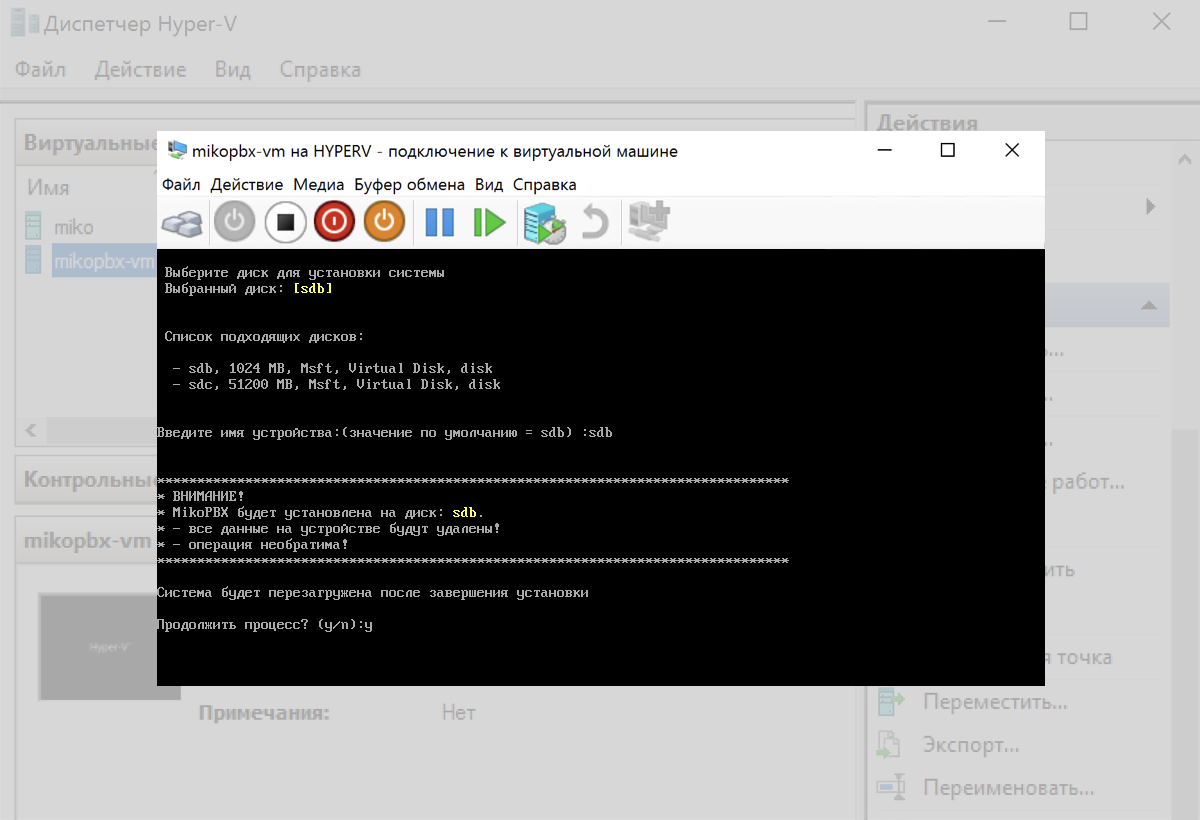 Диспетчер Hyper-V
Файл Действие Вид Справка
Виртуальные
Имя
miko
mikopbx-vm
Контрольны
mikopbx-vm
Hyper-V
Примечания: Нет
Действия
работ...
ить
я точка
Переместить...
Экспорт...
Переименовать...
mikopbx-vm на HYPERV - подключение к виртуальной машине
Файл Действие Медиа Буфер обмена Вид Справка
Выберите диск для установки системы
Выбранный диск: [sdb]
Список подходящих дисков:
- sdb, 1024 MB, Msft, Virtual Disk, disk
- sdc, 51200 MB, Msft, Virtual Disk, disk
Введите имя устройства:(значение по умолчанию = sdb) :sdb
*******************************************************************************
* ВНИМАНИЕ!
* MikoPBX будет установлена на диск: sdb.
* - все данные на устройстве будут удалены!
* - операция необратима!
*******************************************************************************
Система будет перезагружена после завершения установки
Продолжить процесс? (y/n):y